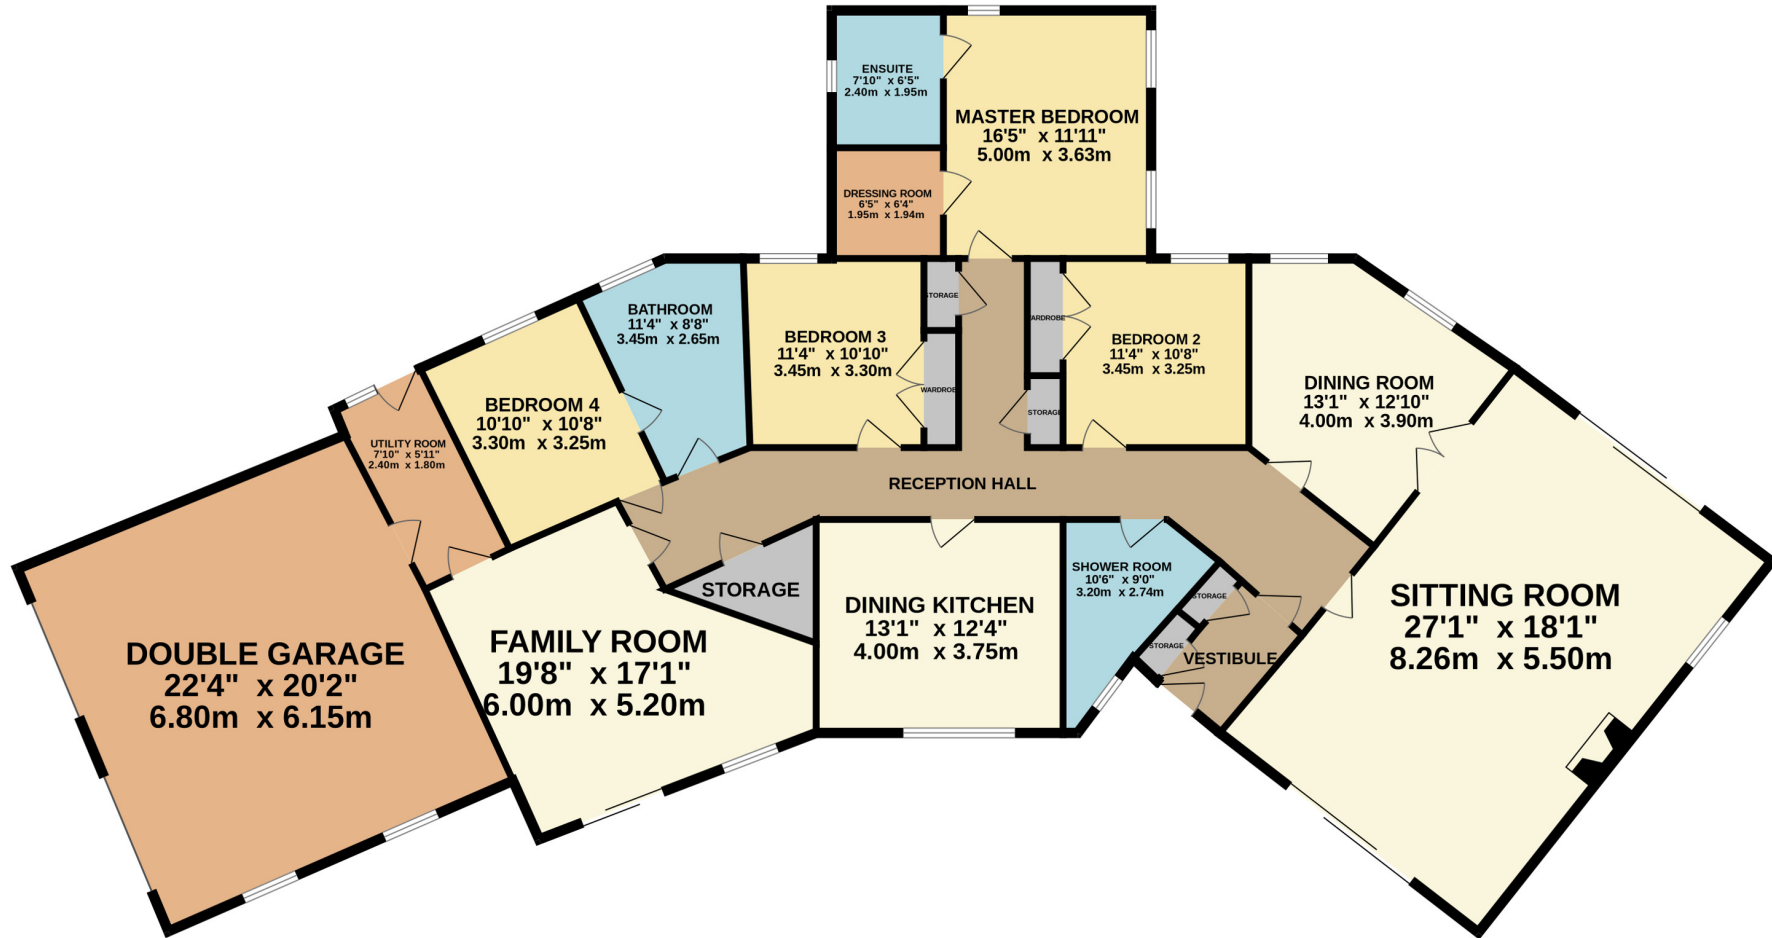 ENSUITE
7'10" x 6'5"
2.40m x 1.95m
MASTER BEDROOM
16'5" x 11'11"
5.00m x 3.63m
DRESSING ROOM
6'5" x 6'4"
1.95m x 1.94m
BATHROOM
11'4" x 8'8"
3.45m x 2.65m
STORAGE
BEDROOM 3
11'4" x 10'10"
3.45m x 3.30m
WARDROBE
ARDROBE
BEDROOM 2
11'4" x 10'8"
3.45m x 3.25m
STORAGE
DINING ROOM
13'1" x 12'10"
4.00m x 3.90m
BEDROOM 4
10'10" x 10'8"
3.30m x 3.25m
UTILITY ROOM
7'10" x 5'11"
2.40m x 1.80m
RECEPTION HALL
STORAGE
SHOWER ROOM
10'6" x 9'0"
3.20m x 2.74m
STORAGE
STORAGE
VESTIBULE
SITTING ROOM
27'1" x 18'1"
8.26m x 5.50m
DINING KITCHEN
13'1" x 12'4"
4.00m x 3.75m
FAMILY ROOM
19'8" x 17'1"
6.00m x 5.20m
DOUBLE GARAGE
22'4" x 20'2"
6.80m x 6.15m